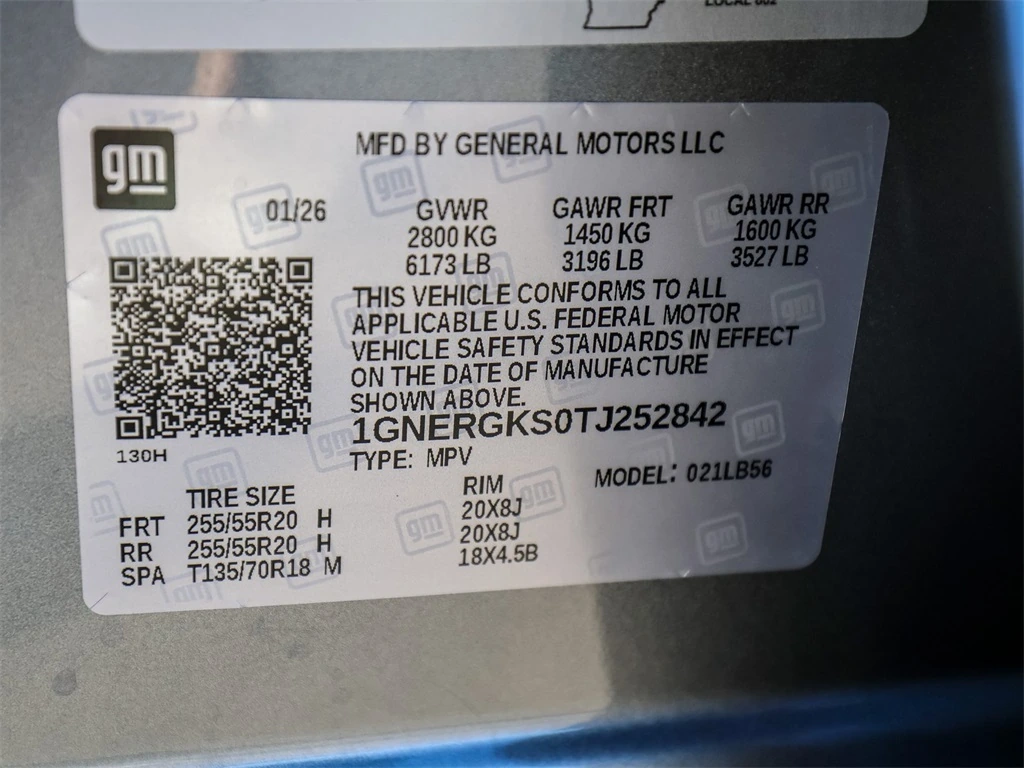 LOCAL 602
gm
MFD BY GENERAL MOTORS LLC
01/26 GVWR GAWR FRT GAWR RR
2800 KG 1450 KG 1600 KG
6173 LB 3196 LB 3527 LB
THIS VEHICLE CONFORMS TO ALL
APPLICABLE U.S. FEDERAL MOTOR
VEHICLE SAFETY STANDARDS IN EFFECT
ON THE DATE OF MANUFACTURE
SHOWN ABOVE.
1GNERGKS0TJ252842
130H
TYPE: MPV MODEL: 021LB56
TIRE SIZE RIM
FRT 255/55R20 H 20X8J
RR 255/55R20 H 20X8J
SPA T135/70R18 M 18X4.5B